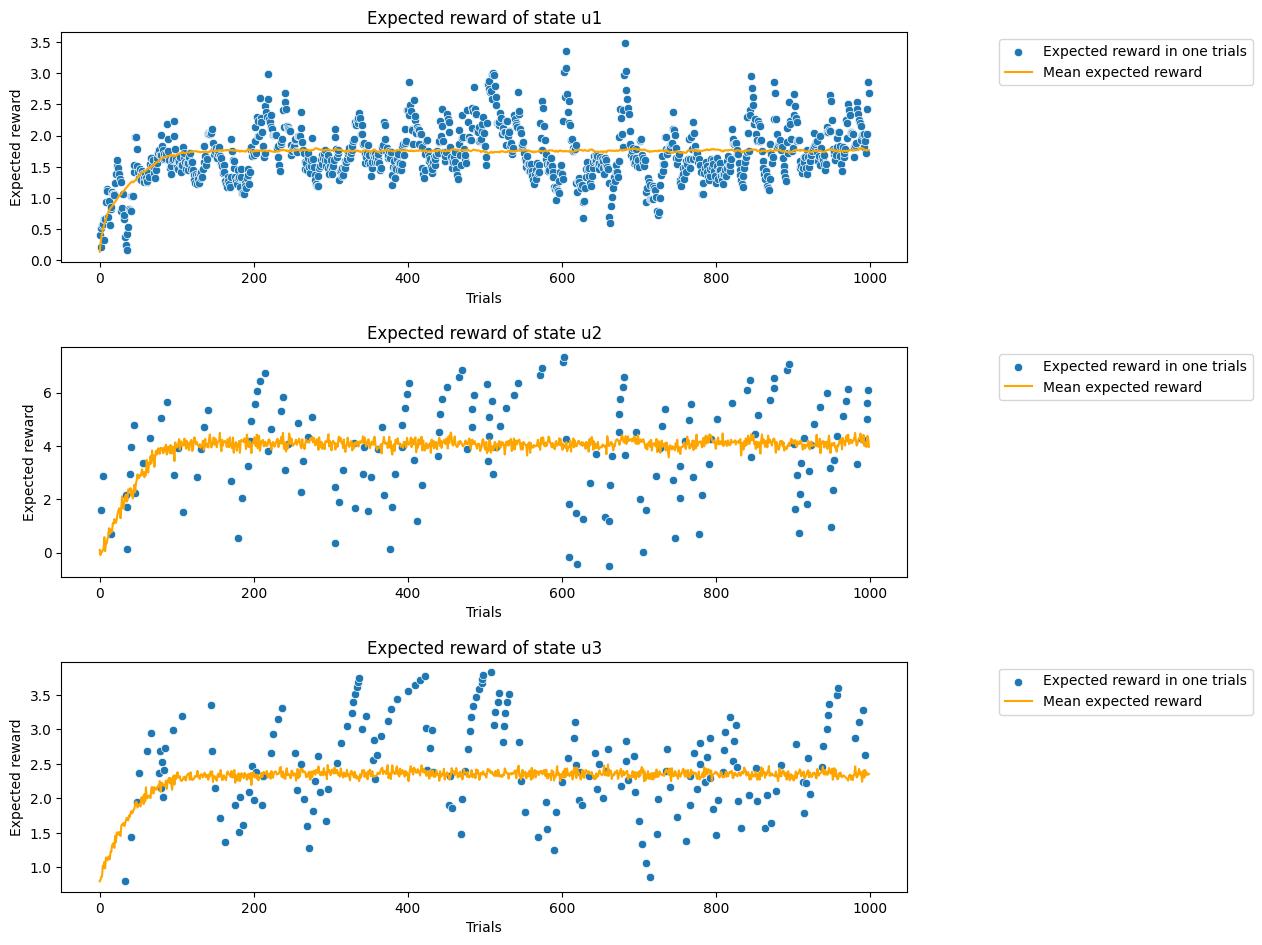 Expected reward of state u1
Expected reward
3.5
3.0
2.5
2.0
1.5
1.0
0.5
0.0
0 200 400 600 800 1000
Trials
Expected reward in one trials
Mean expected reward
Expected reward of state u2
Expected reward
6
4
2
0
0 200 400 600 800 1000
Trials
Expected reward in one trials
Mean expected reward
Expected reward of state u3
Expected reward
3.5
3.0
2.5
2.0
1.5
1.0
0 200 400 600 800 1000
Trials
Expected reward in one trials
Mean expected reward